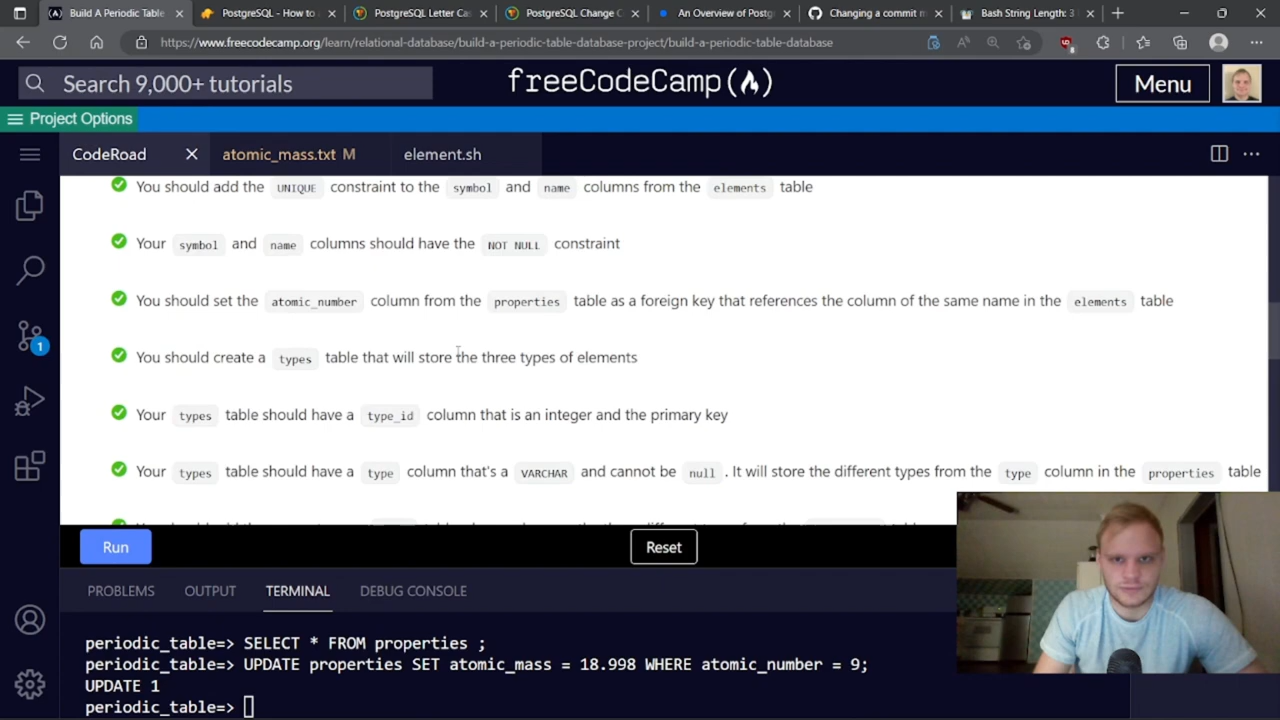 Build A Periodic Table
PostgreSQL - How to
PostgreSQL Letter Cas
PostgreSQL Change C
An Overview of Postg
Changing a commit m
Bash String Length: 3
https://www.freecodecamp.org/learn/relational-database/build-a-periodic-table-database-project/build-a-periodic-table-database
Search 9,000+ tutorials
freeCodeCamp
Menu
Project Options
CodeRoad
atomic_mass.txt M
element.sh
You should add the UNIQUE constraint to the symbol and name columns from the elements table
Your symbol and name columns should have the NOT NULL constraint
You should set the atomic_number column from the properties table as a foreign key that references the column of the same name in the elements table
You should create a types table that will store the three types of elements
Your types table should have a type_id column that is an integer and the primary key
Your types table should have a type column that's a VARCHAR and cannot be null . It will store the different types from the type column in the properties table
1
Run
Reset
PROBLEMS OUTPUT TERMINAL DEBUG CONSOLE
periodic_table=> SELECT * FROM properties ;
periodic_table=> UPDATE properties SET atomic_mass = 18.998 WHERE atomic_number = 9;
UPDATE 1
periodic_table=>